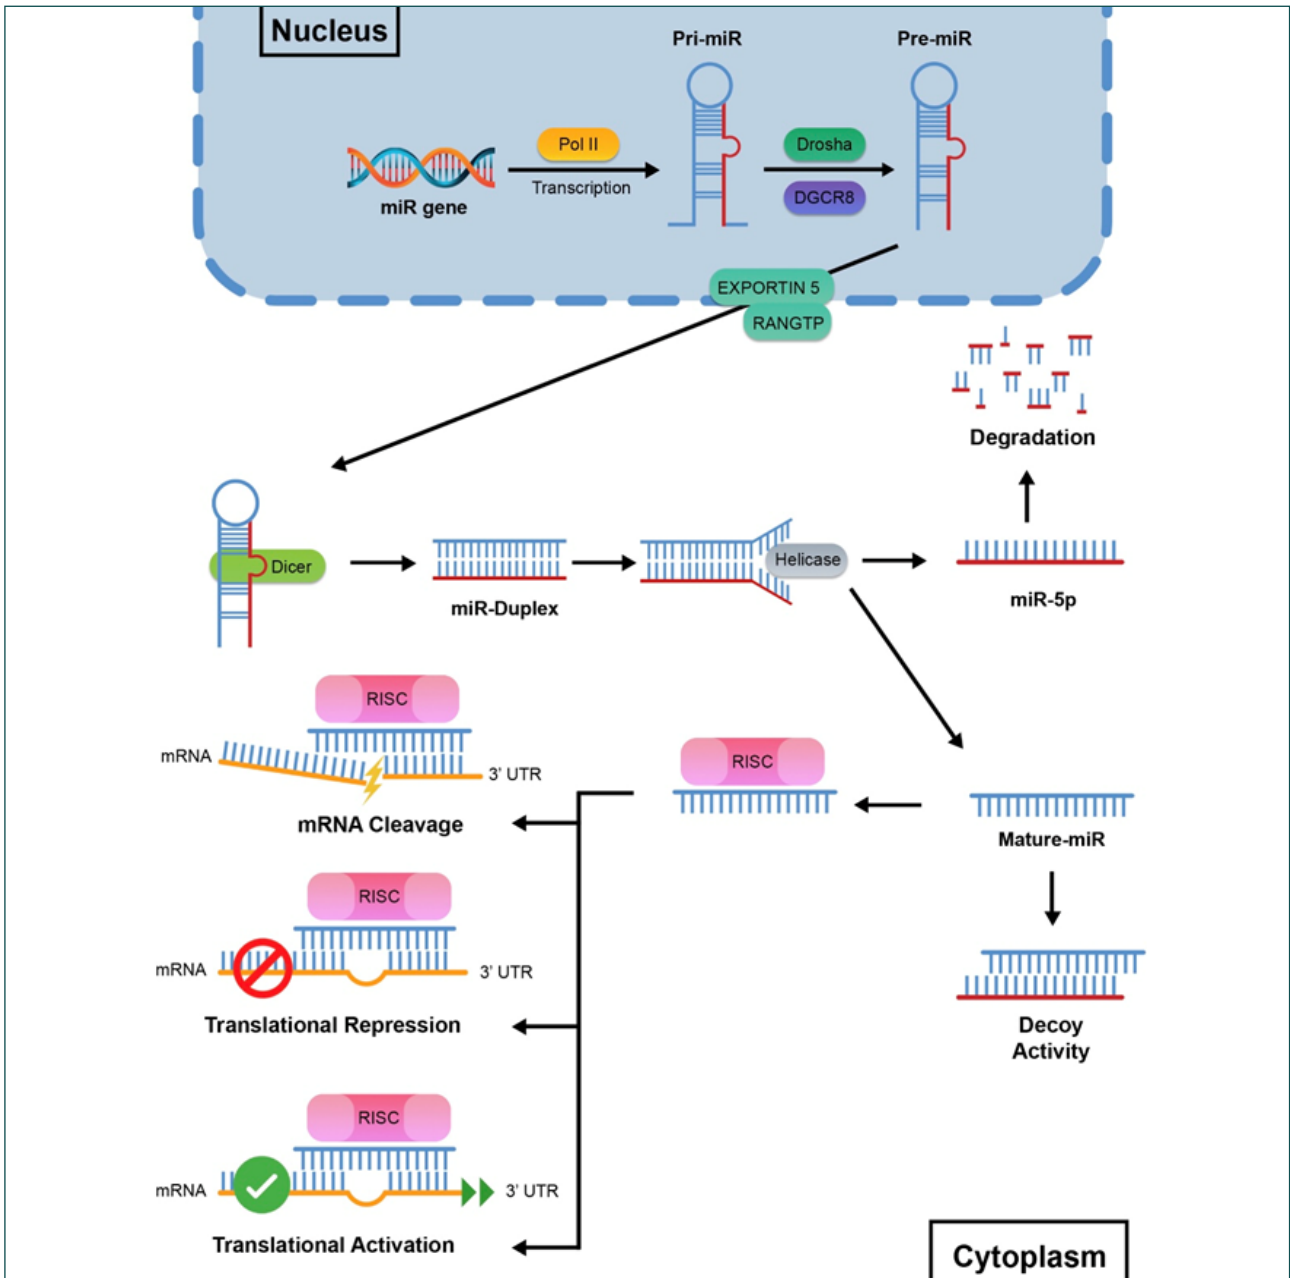 Nucleus
Pri-miR
Pre-miR
Pol II
Transcription
miR gene
Drosha
DGCR8
EXPORTIN 5
RANGTP
Degradation
Dicer
miR-Duplex
Helicase
miR-5p
RISC
mRNA
3' UTR
mRNA Cleavage
RISC
Mature-miR
RISC
mRNA
3' UTR
Translational Repression
Decoy
Activity
RISC
mRNA
3' UTR
Translational Activation
Cytoplasm